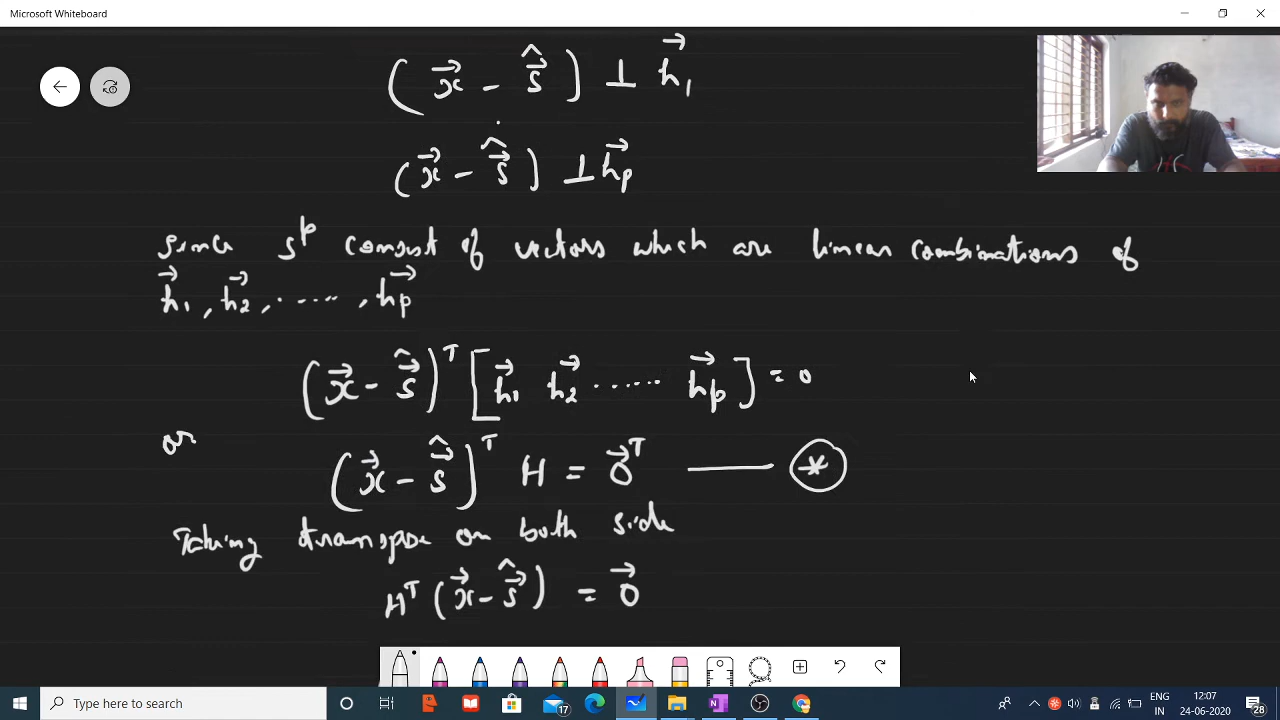 Microsoft Whiteboard
(x⃗ - ŝ⃗) ⊥ h⃗₁
(x⃗ - ŝ⃗) ⊥ h⃗ₚ
Since Sᵖ consist of vectors which are linear combinations of
h⃗₁, h⃗₂, ......, h⃗ₚ
(x⃗ - ŝ⃗)ᵀ [h⃗₁ h⃗₂ ...... h⃗ₚ] = 0
or
(x⃗ - ŝ⃗)ᵀ H = 0⃗ᵀ —— (*)
Taking transpose on both side
Hᵀ(x⃗ - ŝ⃗) = 0⃗
Type here to search
17
ENG
IN
12:07
24-06-2020
28